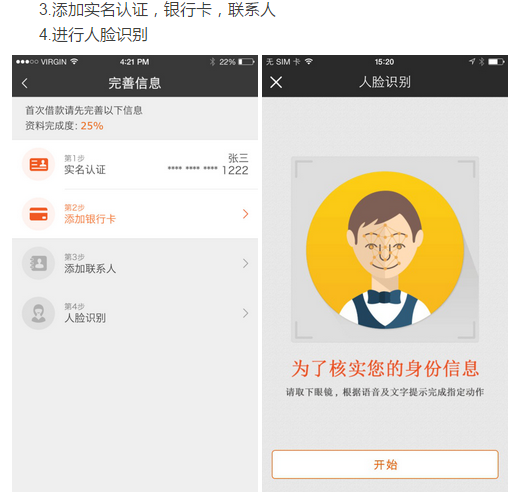 3.添加实名认证，银行卡，联系人
4.进行人脸识别
VIRGIN 4:21 PM 22%
完善信息
首次借款请先完善以下信息
资料完成度：25%
第1步
实名认证
张三
**** **** **** 1222
第2步
添加银行卡
第3步
添加联系人
第4步
人脸识别
无 SIM 卡 15:20
人脸识别
为了核实您的身份信息
请取下眼镜，根据语音及文字提示完成指定动作
开始